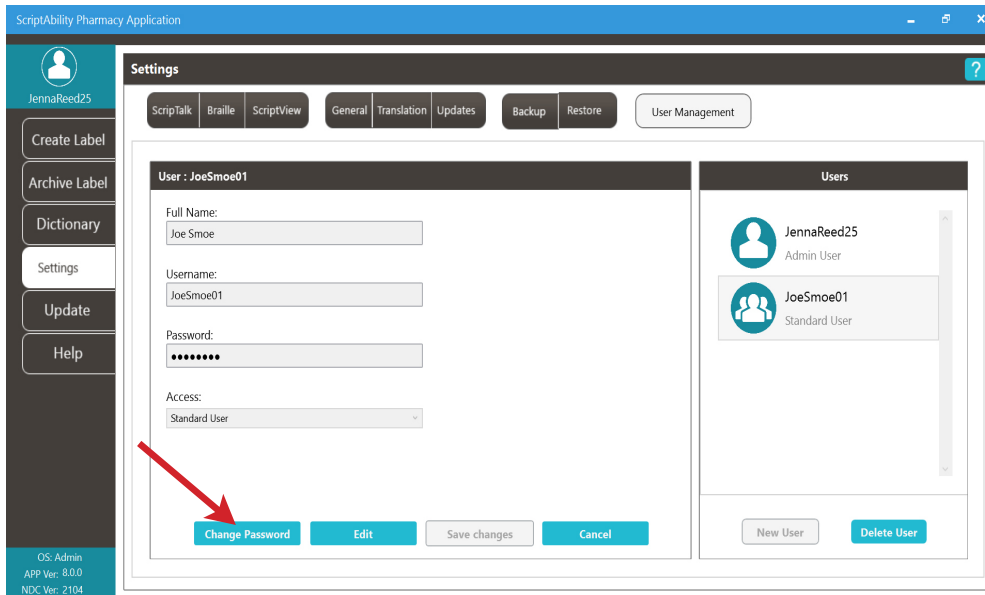 ScriptAbility Pharmacy Application
JennaReed25
Create Label
Archive Label
Dictionary
Settings
Update
Help
OS: Admin
APP Ver: 8.0.0
NDC Ver: 2104
Settings
?
ScripTalk Braille ScriptView General Translation Updates Backup Restore User Management
User : JoeSmoe01
Full Name:
Joe Smoe
Username:
JoeSmoe01
Password:
••••••••
Access:
Standard User
Change Password Edit Save changes Cancel
Users
JennaReed25
Admin User
JoeSmoe01
Standard User
New User Delete User